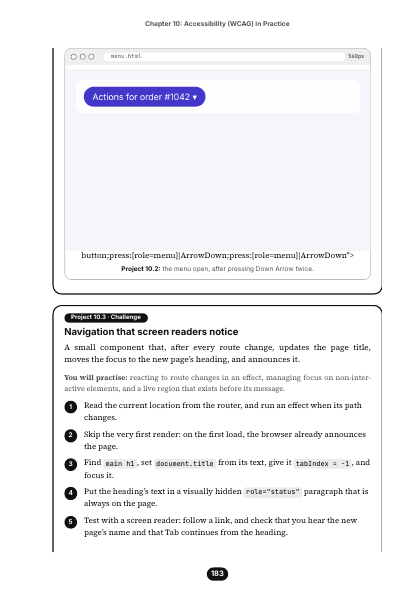 Chapter 10: Accessibility (WCAG) in Practice
menu.html
560px
Actions for order #1042 ▾
button;press:[role=menu]|ArrowDown;press:[role=menu]|ArrowDown">
Project 10.2: the menu open, after pressing Down Arrow twice.
Project 10.3 · Challenge
Navigation that screen readers notice
A small component that, after every route change, updates the page title,
moves the focus to the new page's heading, and announces it.
You will practise: reacting to route changes in an effect, managing focus on non-inter-
active elements, and a live region that exists before its message.
1 Read the current location from the router, and run an effect when its path
changes.
2 Skip the very first render: on the first load, the browser already announces
the page.
3 Find main h1, set document.title from its text, give it tabIndex = -1, and
focus it.
4 Put the heading's text in a visually hidden role="status" paragraph that is
always on the page.
5 Test with a screen reader: follow a link, and check that you hear the new
page's name and that Tab continues from the heading.
183